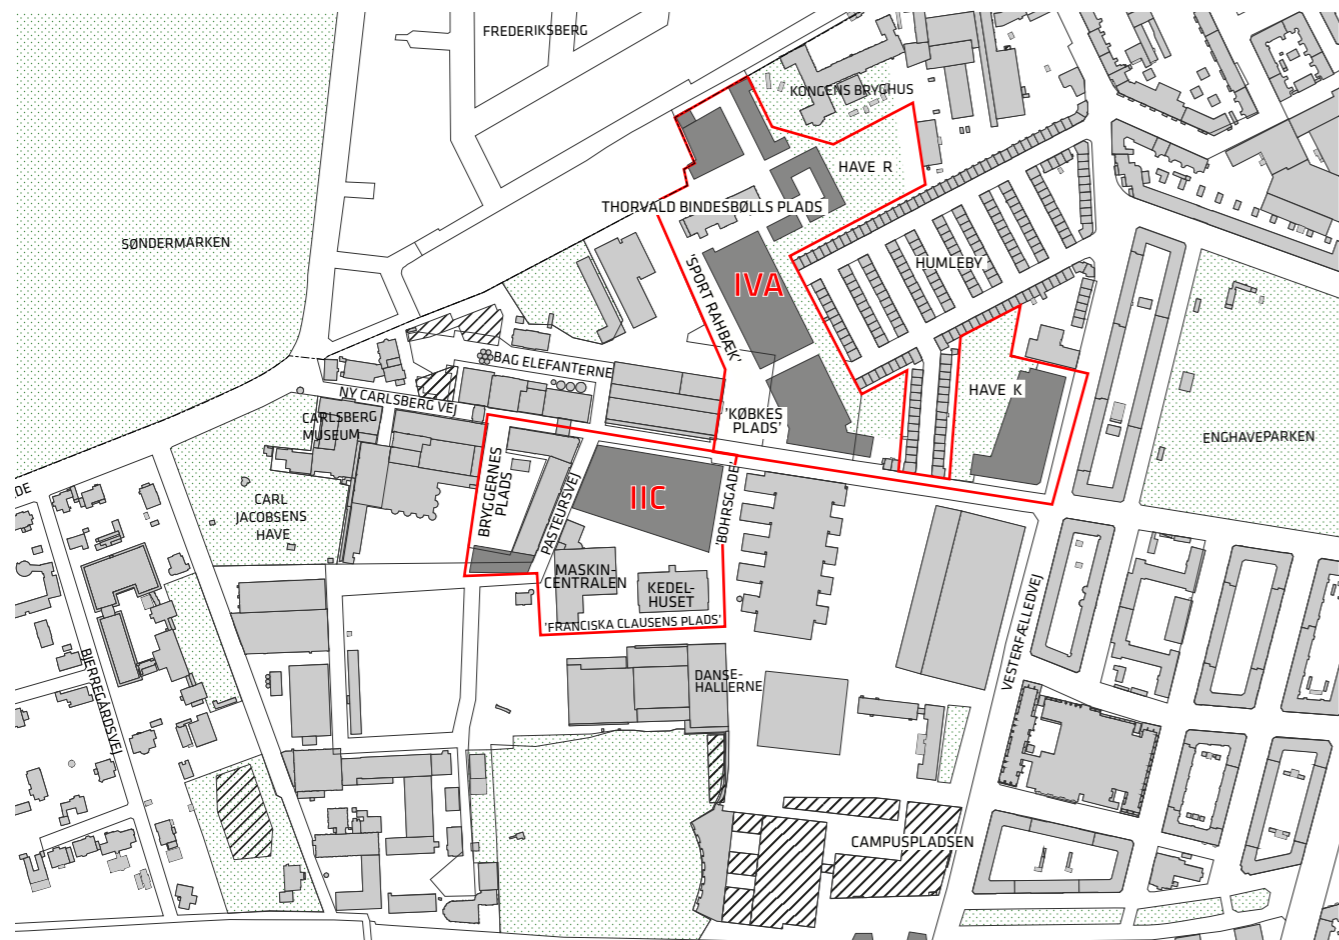 FREDERIKSBERG
KONGENS BRYGHUS
HAVE R
THORVALD BINDESBØLLS PLADS
SØNDERMARKEN
HUMLEBY
IVA
'SPORT RAHBÆK'
BAG ELEFANTERNE
NY CARLSBERG VEJ
CARLSBERG
MUSEUM
HAVE K
'KØBKES
PLADS'
ENGHAVEPARKEN
BRYGGERNES
PLADS
PASTEURSVEJ
IIC
'BOHRSGADE'
CARL
JACOBSENS
HAVE
DE
MASKIN-
CENTRALEN
KEDEL-
HUSET
'FRANCISKA CLAUSENS PLADS'
VESTERFÆLLEDVEJ
BJERREGÅRDSVEJ
DANSE-
HALLERNE
CAMPUSPLADSEN